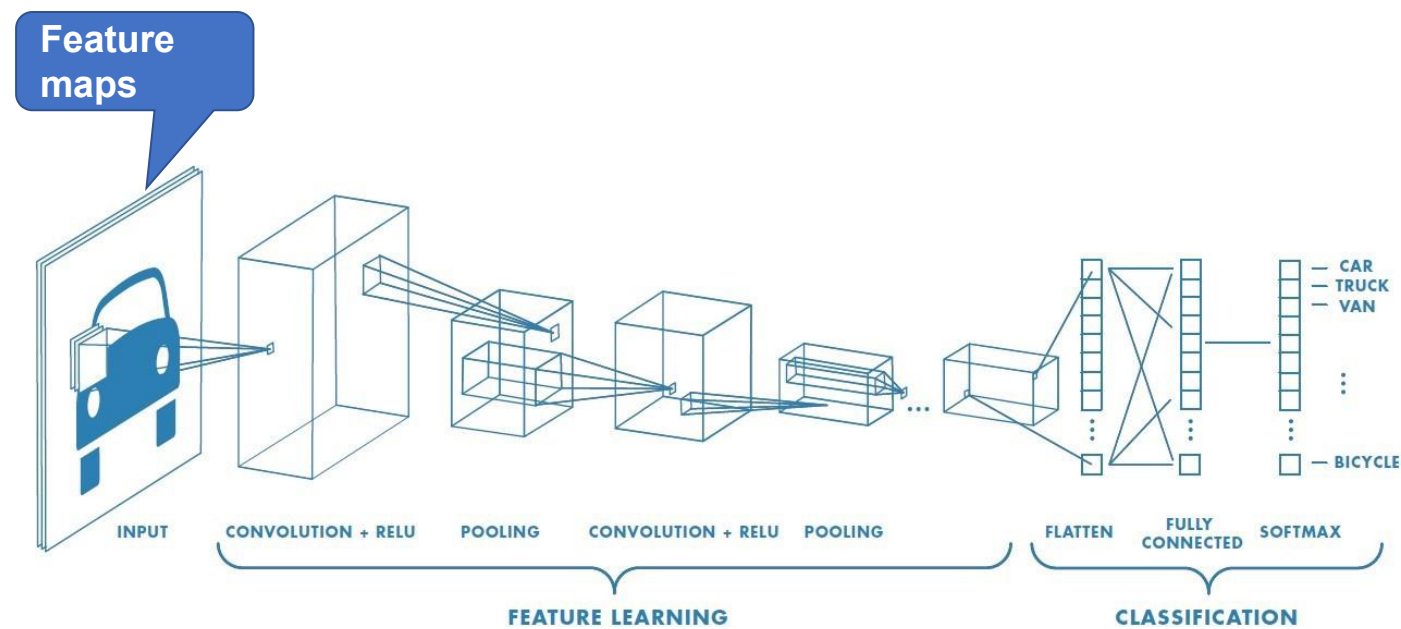 Feature
maps
CAR
TRUCK
VAN
BICYCLE
INPUT
CONVOLUTION + RELU
POOLING
CONVOLUTION + RELU
POOLING
FLATTEN
FULLY
CONNECTED
SOFTMAX
FEATURE LEARNING
CLASSIFICATION